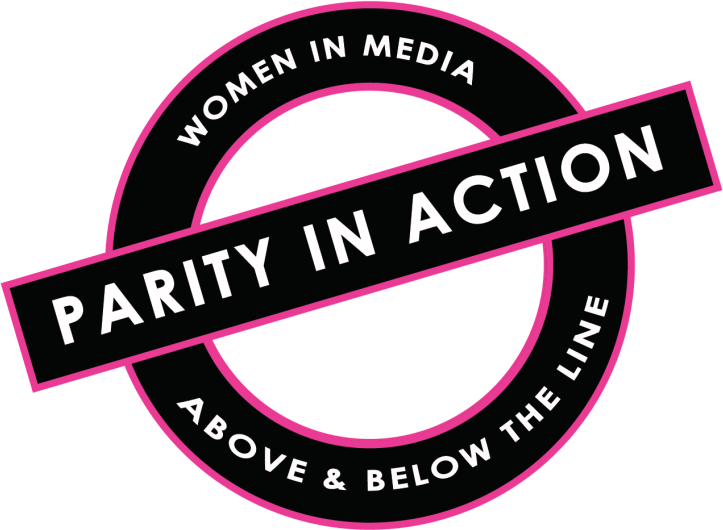 WOMEN IN MEDIA
PARITY IN ACTION
ABOVE & BELOW THE LINE